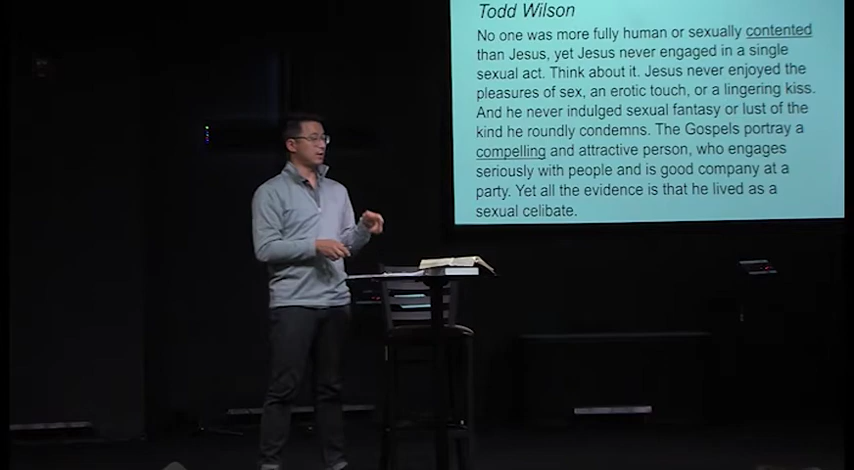 Todd Wilson
No one was more fully human or sexually contented
than Jesus, yet Jesus never engaged in a single
sexual act. Think about it. Jesus never enjoyed the
pleasures of sex, an erotic touch, or a lingering kiss.
And he never indulged sexual fantasy or lust of the
kind he roundly condemns. The Gospels portray a
compelling and attractive person, who engages
seriously with people and is good company at a
party. Yet all the evidence is that he lived as a
sexual celibate.